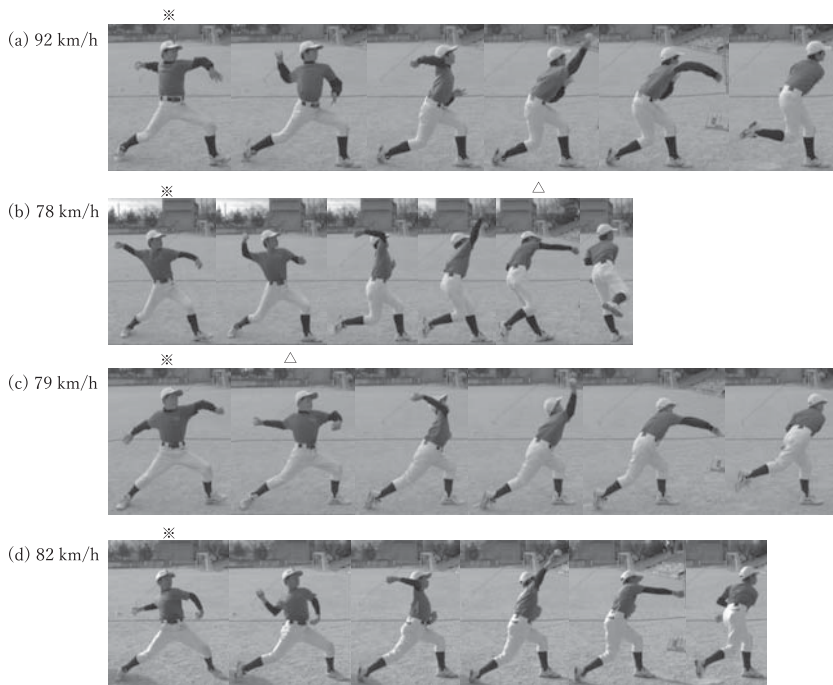 ※
(a) 92 km/h
※ △
(b) 78 km/h
※ △
(c) 79 km/h
※
(d) 82 km/h